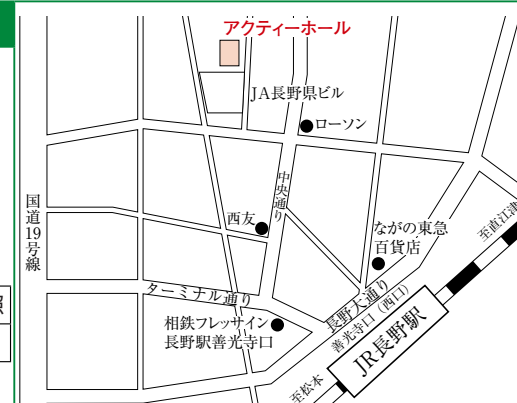 アクティーホール
JA長野県ビル
ローソン
中央通り
国道19号線
西友
ながの東急
百貨店
至直江津
ターミナル通り
長野大通り
善光寺口（西口）
相鉄フレッサイン
長野駅善光寺口
JR長野駅
至松本